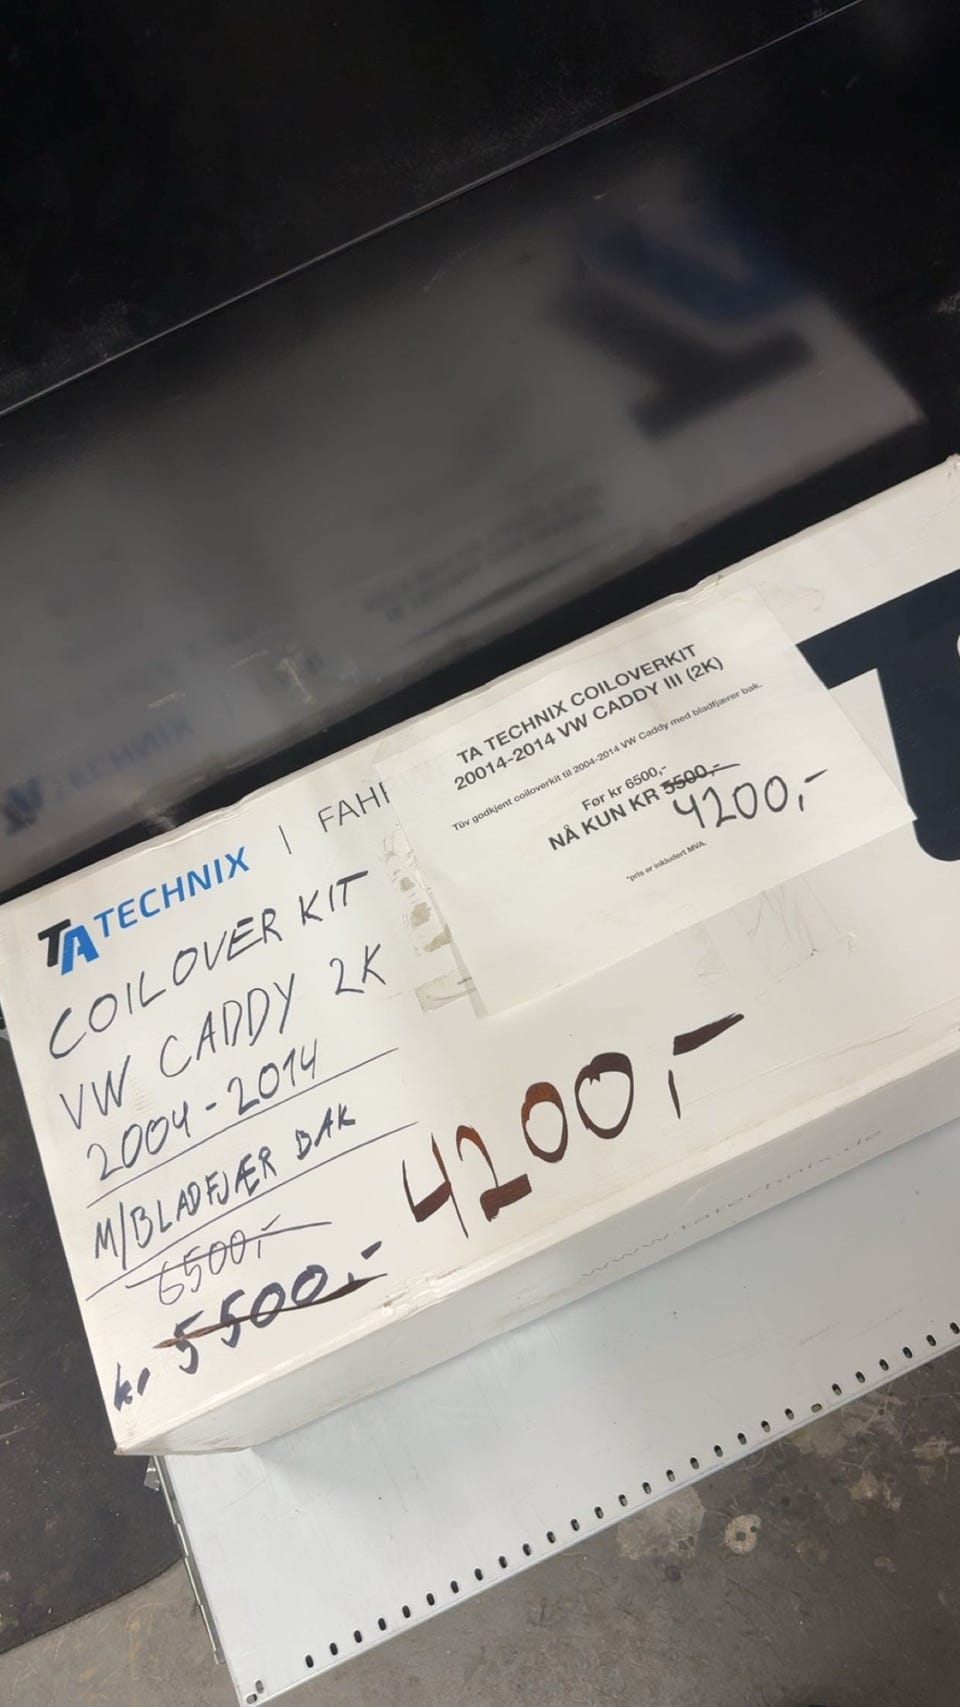 TA TECHNIX COILOVERKIT
20014-2014 VW CADDY III (2K)
Tüv godkjent coiloverkit til 2004-2014 VW Caddy med bladfjærer bak.
Før kr 6500,-
NÅ KUN KR 5500,-
4200,-
*pris er inkludert MVA.
TA TECHNIX | FAH
COILOVER KIT
VW CADDY 2K
2004-2014
M/BLADFJÆR BAK
6500,-
kr 5500,-
4200,-
www.tatechnix.de